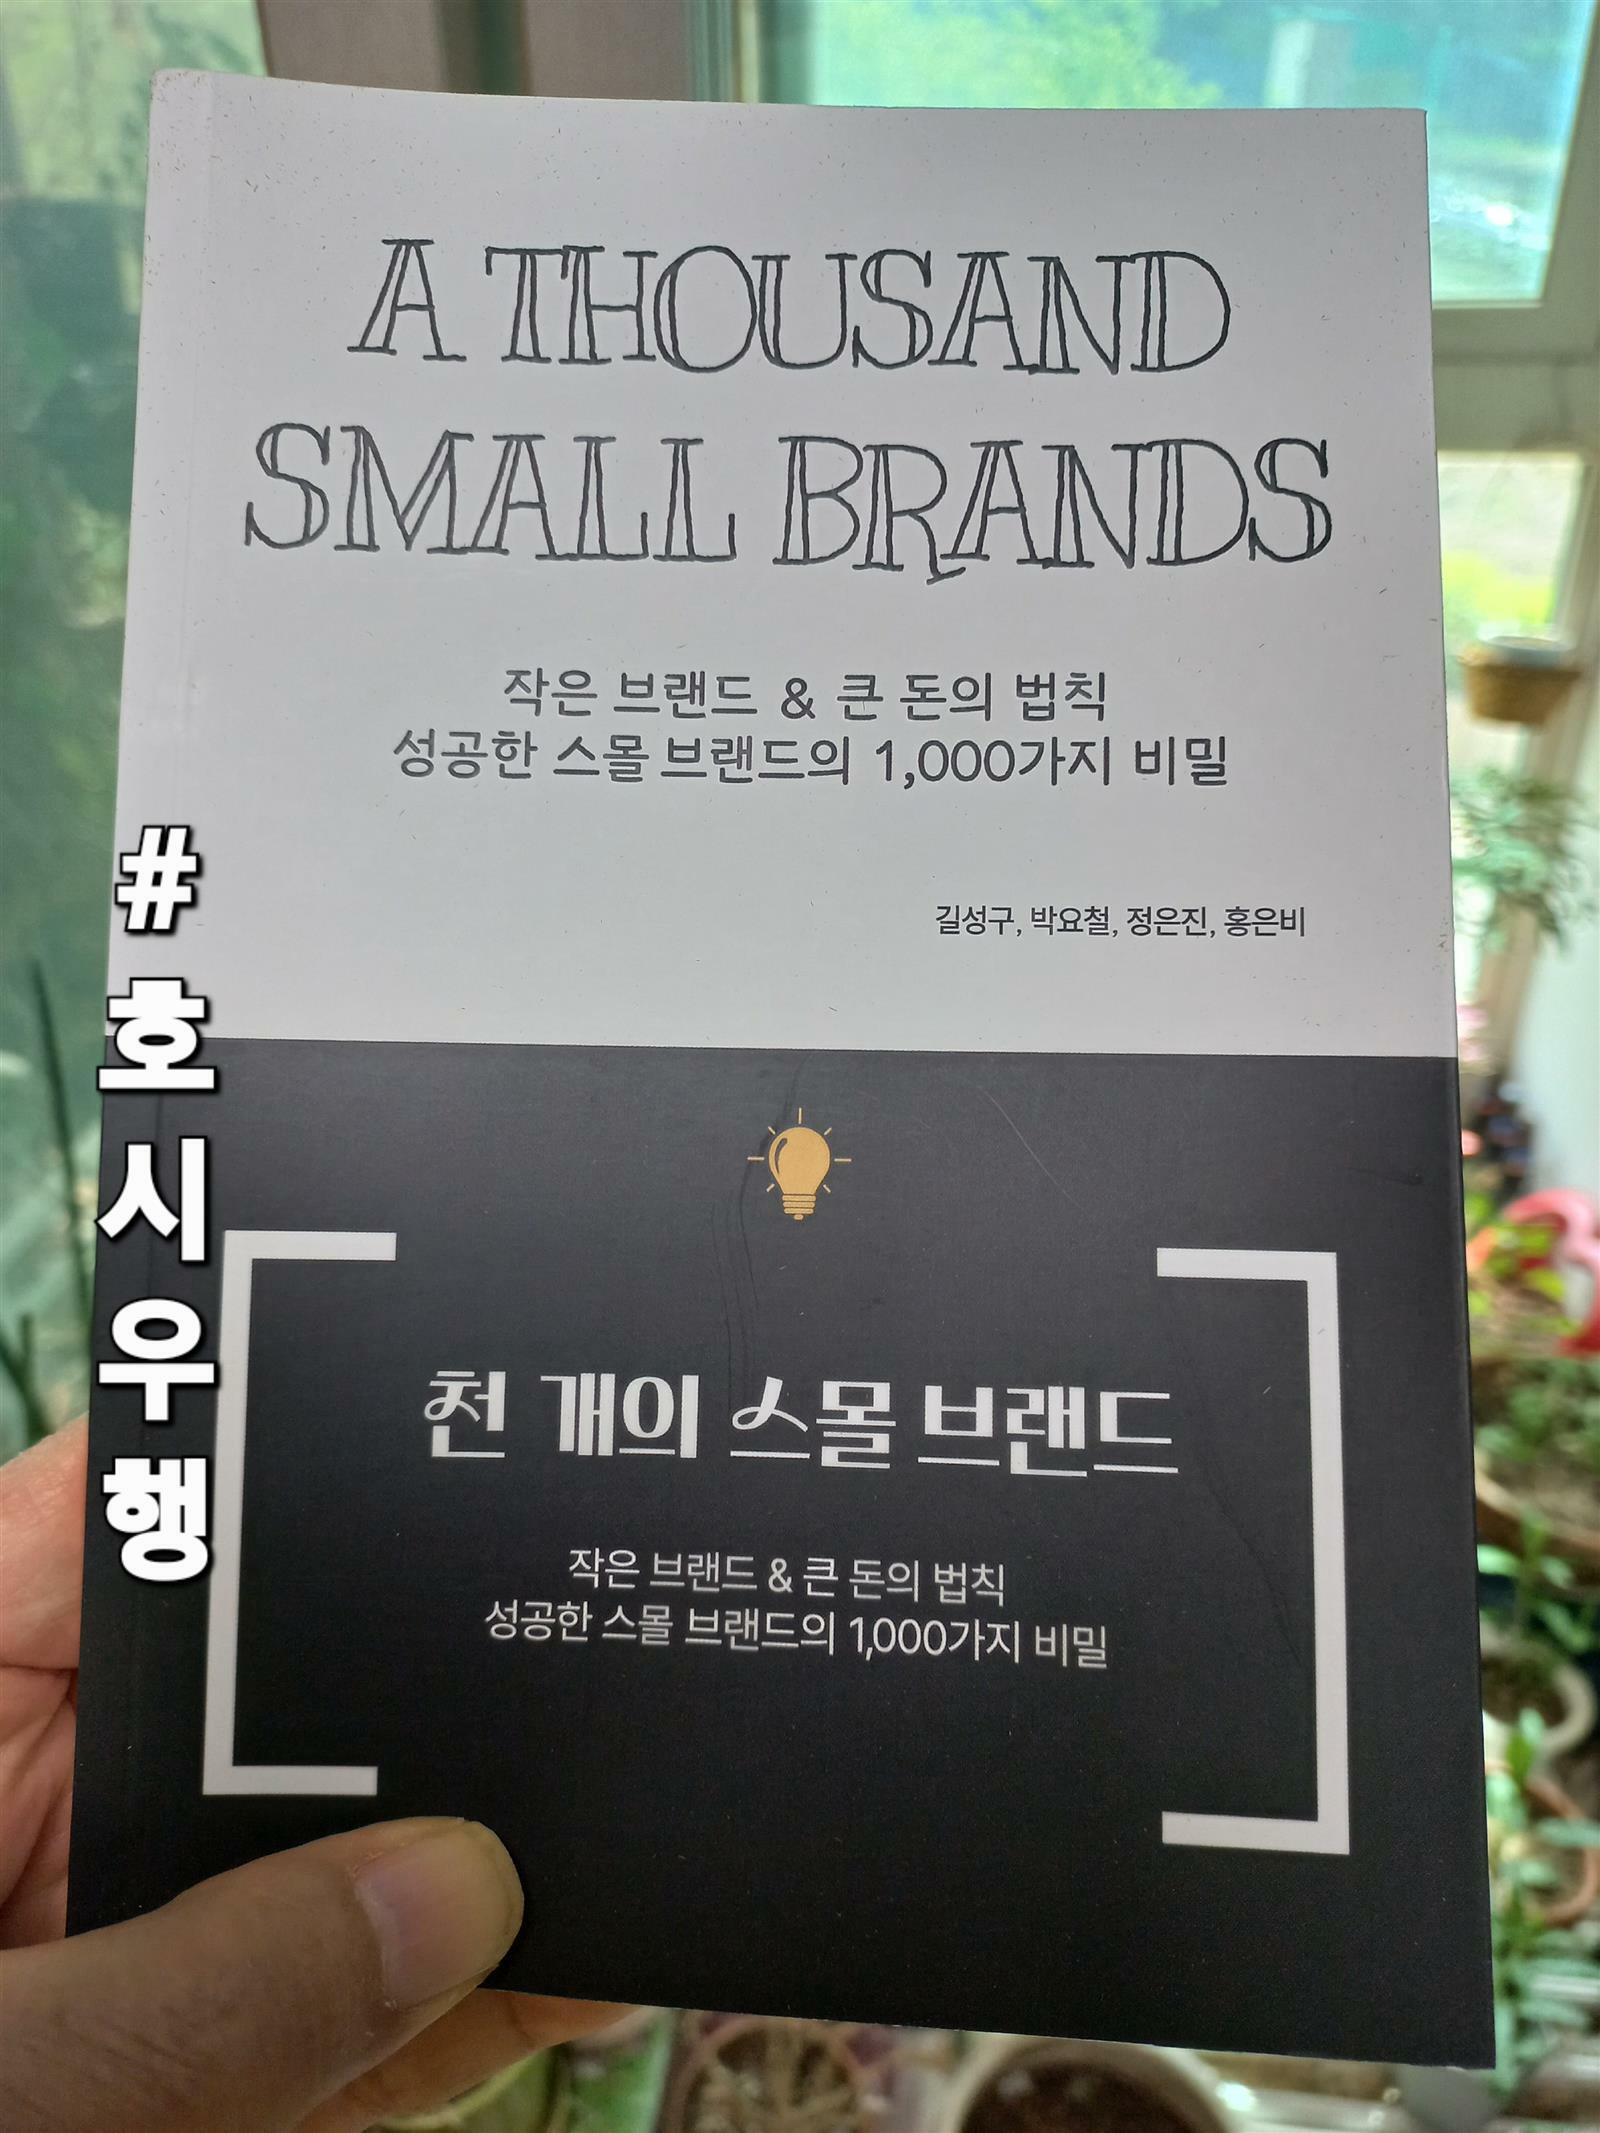 A THOUSAND
SMALL BRANDS
작은 브랜드 & 큰 돈의 법칙
성공한 스몰 브랜드의 1,000가지 비밀
길성구, 박요철, 정은진, 홍은비
#호시우행
천 개의 스몰 브랜드
작은 브랜드 & 큰 돈의 법칙
성공한 스몰 브랜드의 1,000가지 비밀